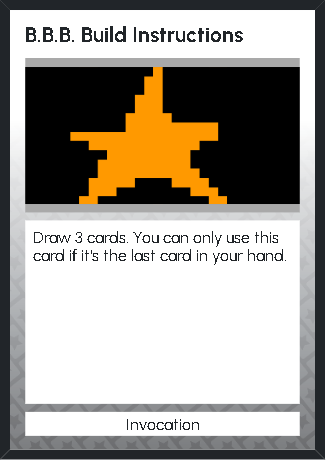 B.B.B. Build Instructions
Draw 3 cards. You can only use this
card if it's the last card in your hand.
Invocation